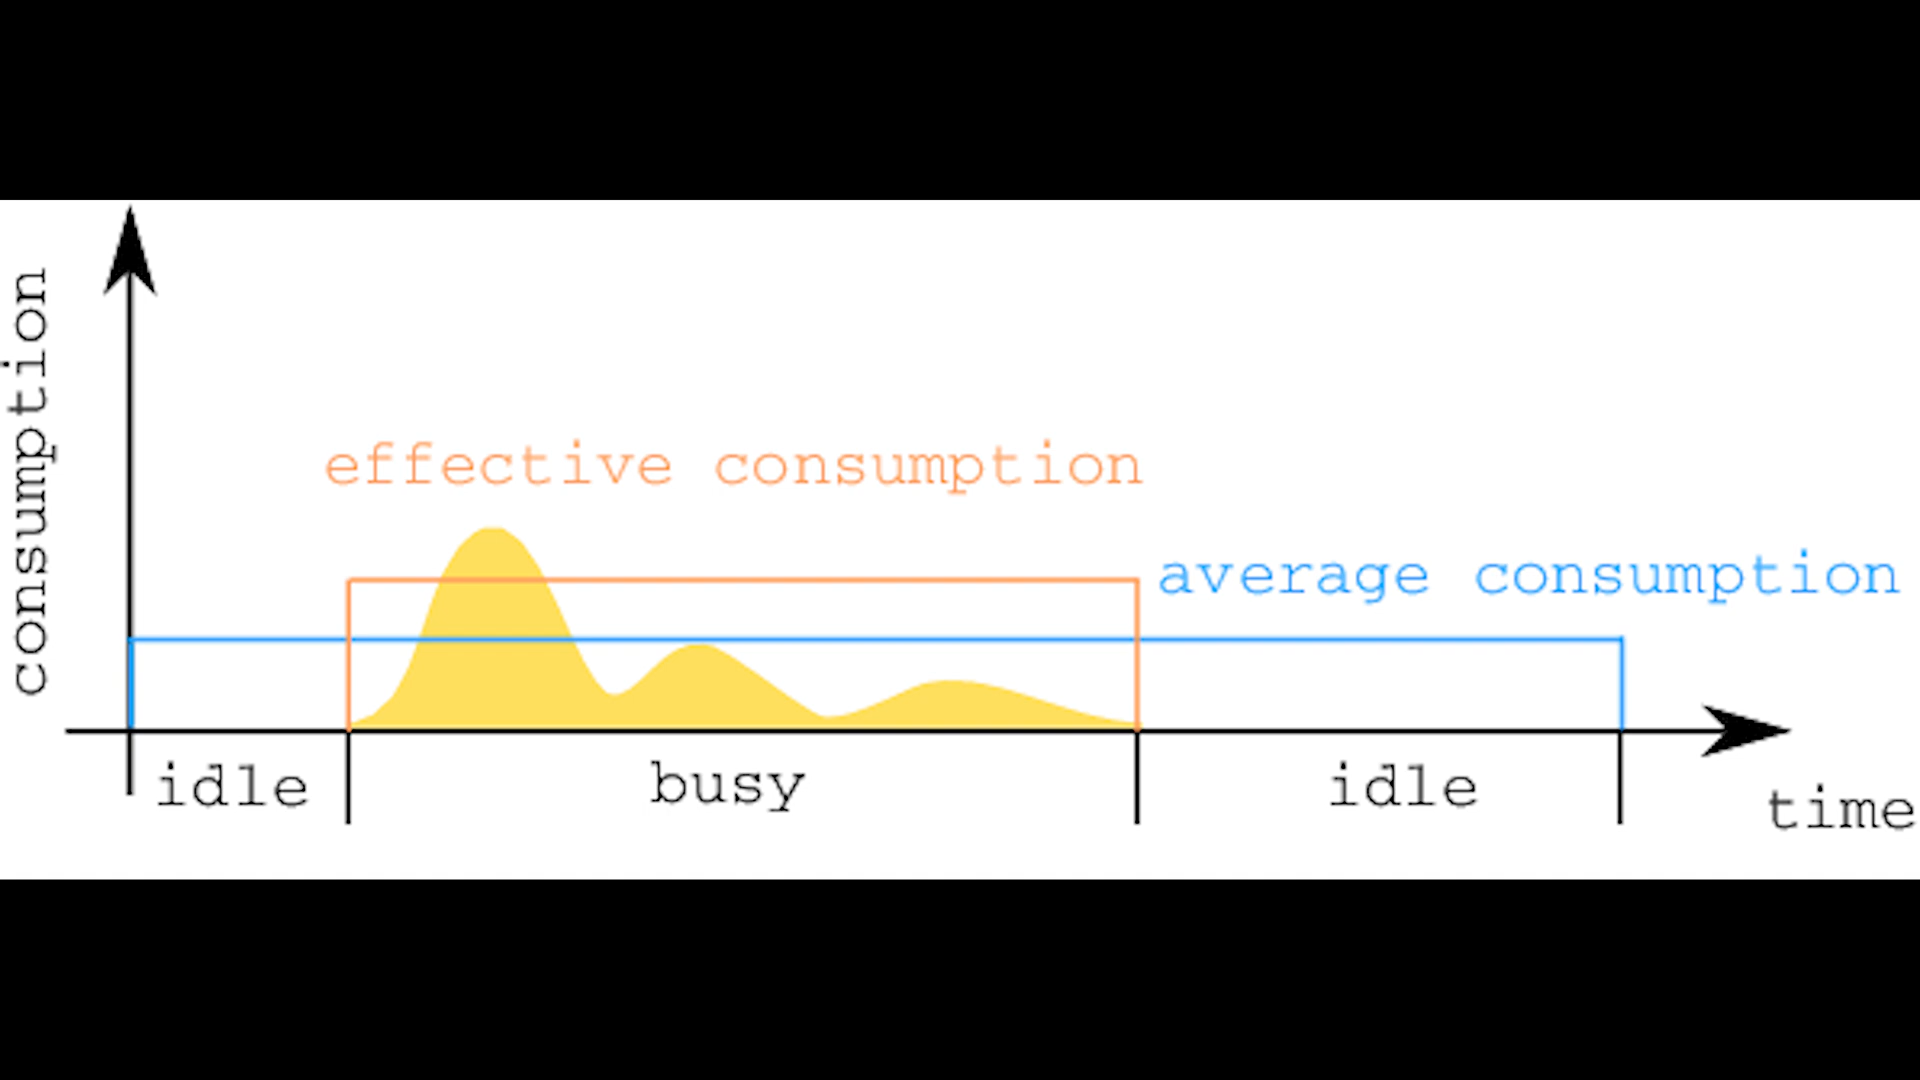 consumption
effective consumption
average consumption
idle
busy
idle
time